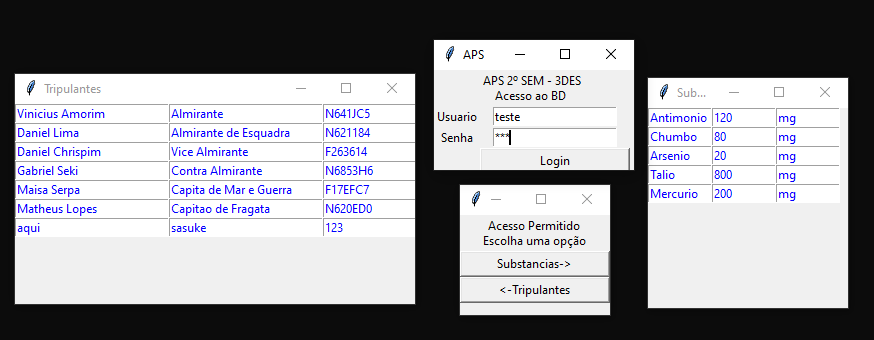 Tripulantes
Vinicius Amorim Almirante N641JC5
Daniel Lima Almirante de Esquadra N621184
Daniel Chrispim Vice Almirante F263614
Gabriel Seki Contra Almirante N6853H6
Maisa Serpa Capita de Mar e Guerra F17EFC7
Matheus Lopes Capitao de Fragata N620ED0
aqui sasuke 123
APS
APS 2º SEM - 3DES
Acesso ao BD
Usuario teste
Senha ***
Login
Acesso Permitido
Escolha uma opção
Substancias->
<-Tripulantes
Sub...
Antimonio 120 mg
Chumbo 80 mg
Arsenio 20 mg
Talio 800 mg
Mercurio 200 mg